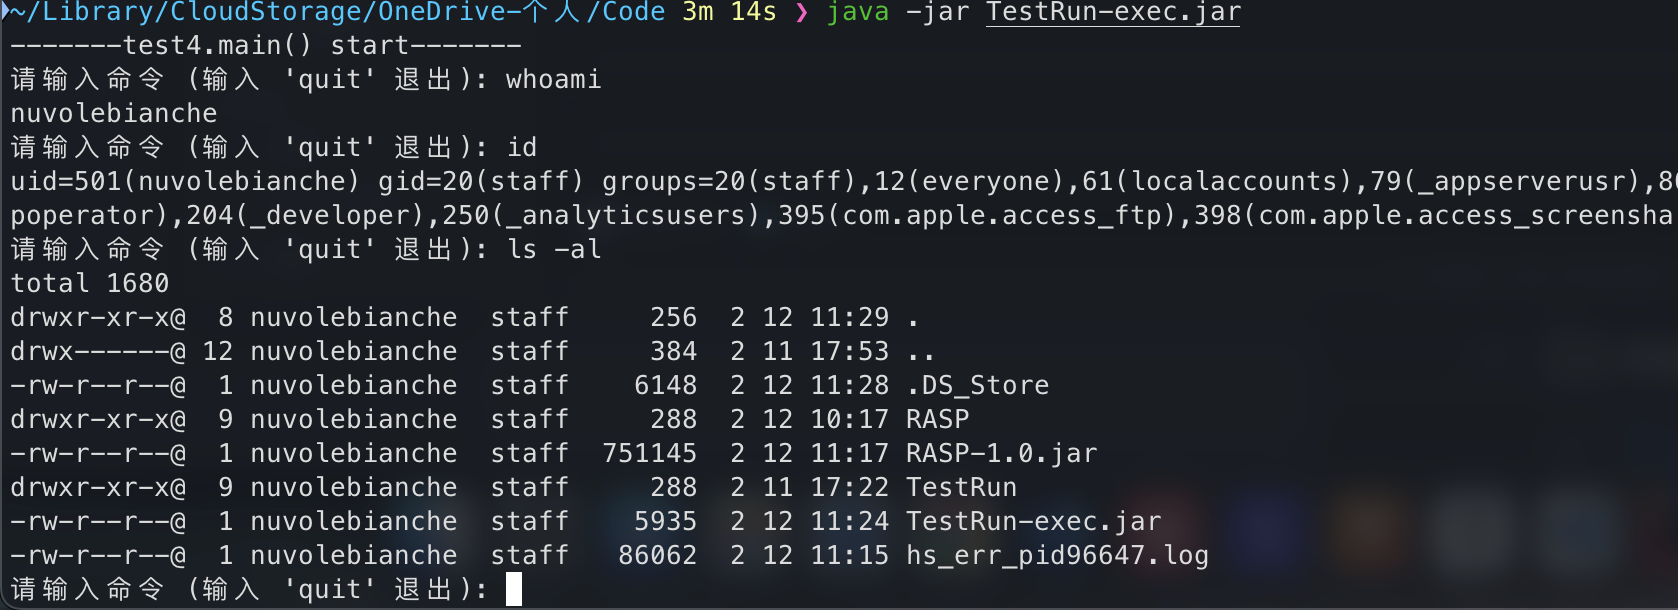 ~/Library/CloudStorage/OneDrive-个人/Code 3m 14s ❯ java -jar TestRun-exec.jar
-------test4.main() start-------
请输入命令 (输入 'quit' 退出): whoami
nuvolebianche
请输入命令 (输入 'quit' 退出): id
uid=501(nuvolebianche) gid=20(staff) groups=20(staff),12(everyone),61(localaccounts),79(_appserverusr),80
poperator),204(_developer),250(_analyticsusers),395(com.apple.access_ftp),398(com.apple.access_screensha
请输入命令 (输入 'quit' 退出): ls -al
total 1680
drwxr-xr-x@  8 nuvolebianche  staff     256  2 12 11:29 .
drwx------@ 12 nuvolebianche  staff     384  2 11 17:53 ..
-rw-r--r--@  1 nuvolebianche  staff    6148  2 12 11:28 .DS_Store
drwxr-xr-x@  9 nuvolebianche  staff     288  2 12 10:17 RASP
-rw-r--r--@  1 nuvolebianche  staff  751145  2 12 11:17 RASP-1.0.jar
drwxr-xr-x@  9 nuvolebianche  staff     288  2 11 17:22 TestRun
-rw-r--r--@  1 nuvolebianche  staff    5935  2 12 11:24 TestRun-exec.jar
-rw-r--r--@  1 nuvolebianche  staff   86062  2 12 11:15 hs_err_pid96647.log
请输入命令 (输入 'quit' 退出):